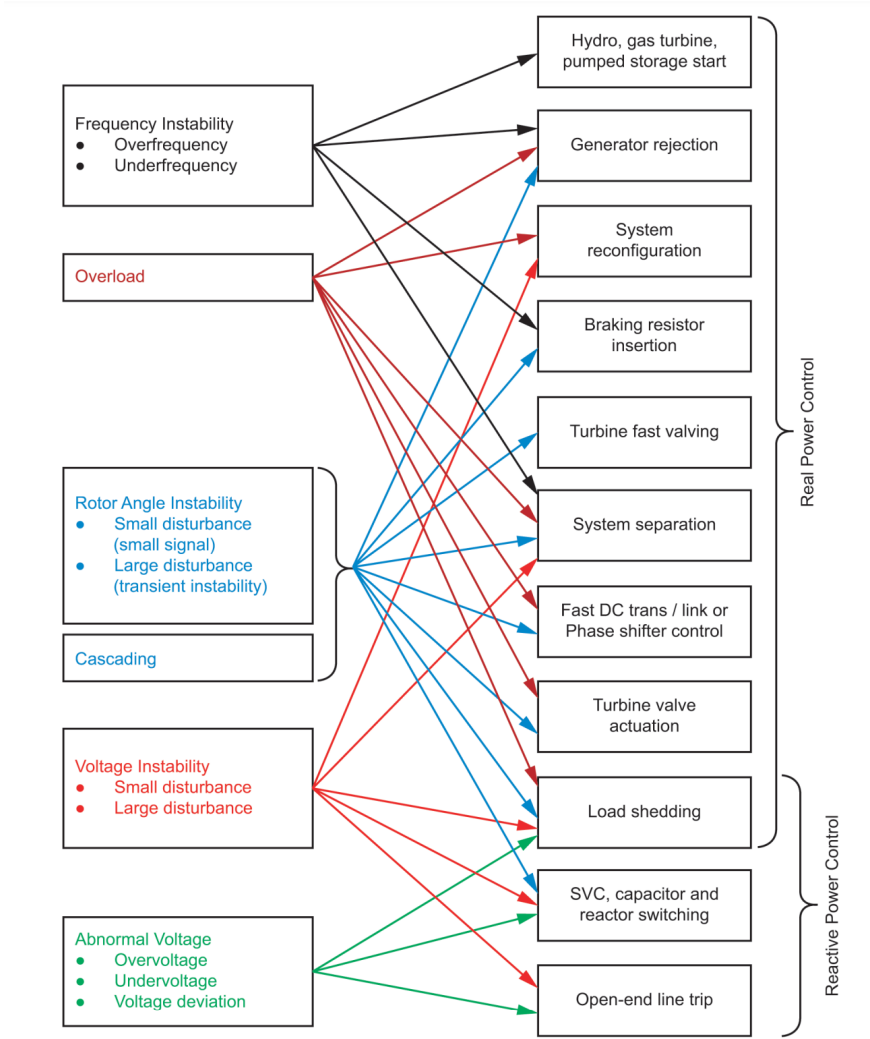 Frequency Instability
● Overfrequency
● Underfrequency
Overload
Rotor Angle Instability
● Small disturbance
(small signal)
● Large disturbance
(transient instability)
Cascading
Voltage Instability
● Small disturbance
● Large disturbance
Abnormal Voltage
● Overvoltage
● Undervoltage
● Voltage deviation
Hydro, gas turbine,
pumped storage start
Generator rejection
System
reconfiguration
Braking resistor
insertion
Turbine fast valving
System separation
Fast DC trans / link or
Phase shifter control
Turbine valve
actuation
Load shedding
SVC, capacitor and
reactor switching
Open-end line trip
Real Power Control
Reactive Power Control